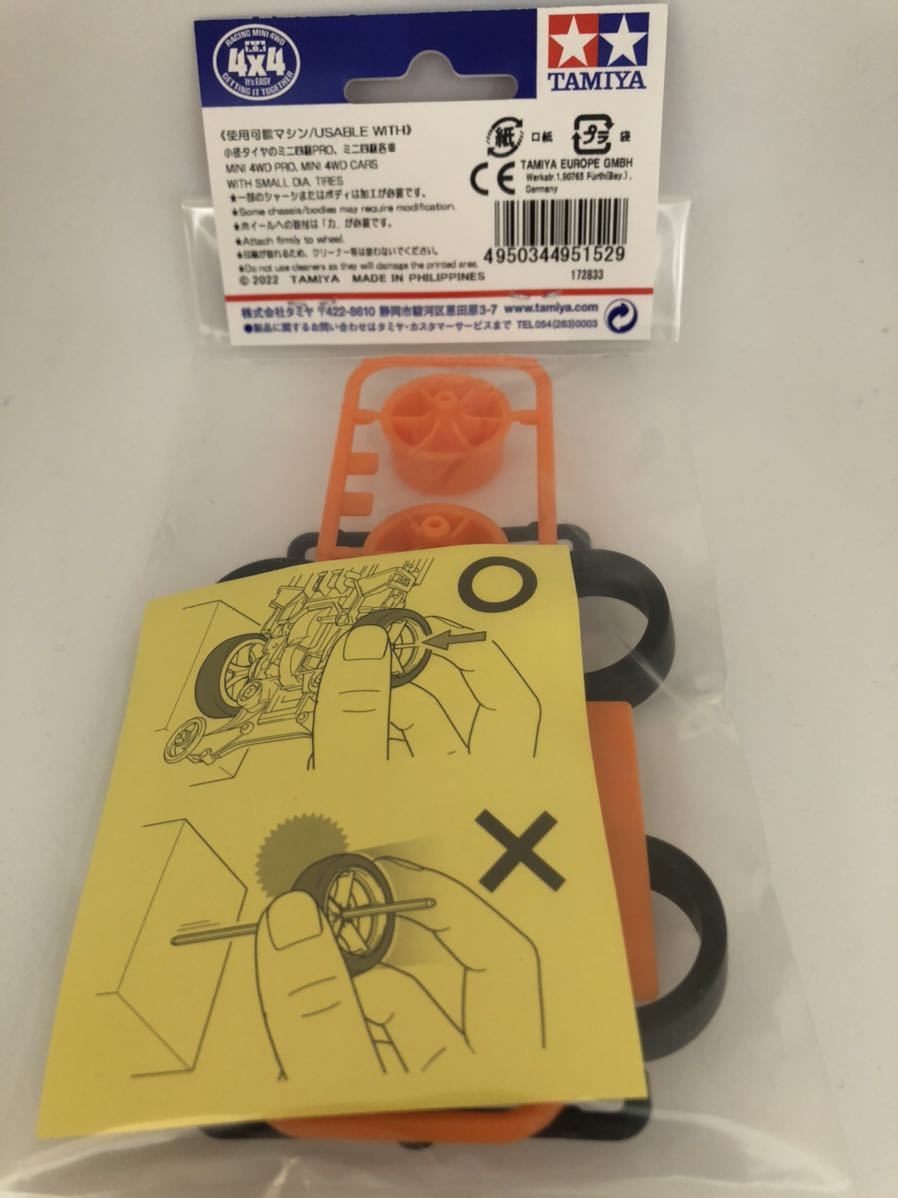 RACING MINI 4WD
4x4
It's EASY
GETTING IT TOGETHER
TAMIYA
《使用可能マシン/USABLE WITH》
小径タイヤのミニ四駆PRO、ミニ四駆各車
MINI 4WD PRO, MINI 4WD CARS
WITH SMALL DIA. TIRES
★一部のシャーシまたはボディは加工が必要です。
★Some chassis/bodies may require modification.
★ホイールへの取付は「力」が必要です。
★Attach firmly to wheel.
★印刷が取れるため、クリーナー等は使わないでください。
★Do not use cleaners as they will damage the printed area.
© 2022 TAMIYA MADE IN PHILIPPINES
紙 口紙
プラ 袋
CE
TAMIYA EUROPE GMBH
Werkstr.1,90765 Fürth(Bay.),
Germany
4950344951529
172833
株式会社タミヤ 〒422-8610 静岡市駿河区恩田原3-7 www.tamiya.com
●製品に関するお問い合わせはタミヤ・カスタマーサービスまで TEL054(283)0003